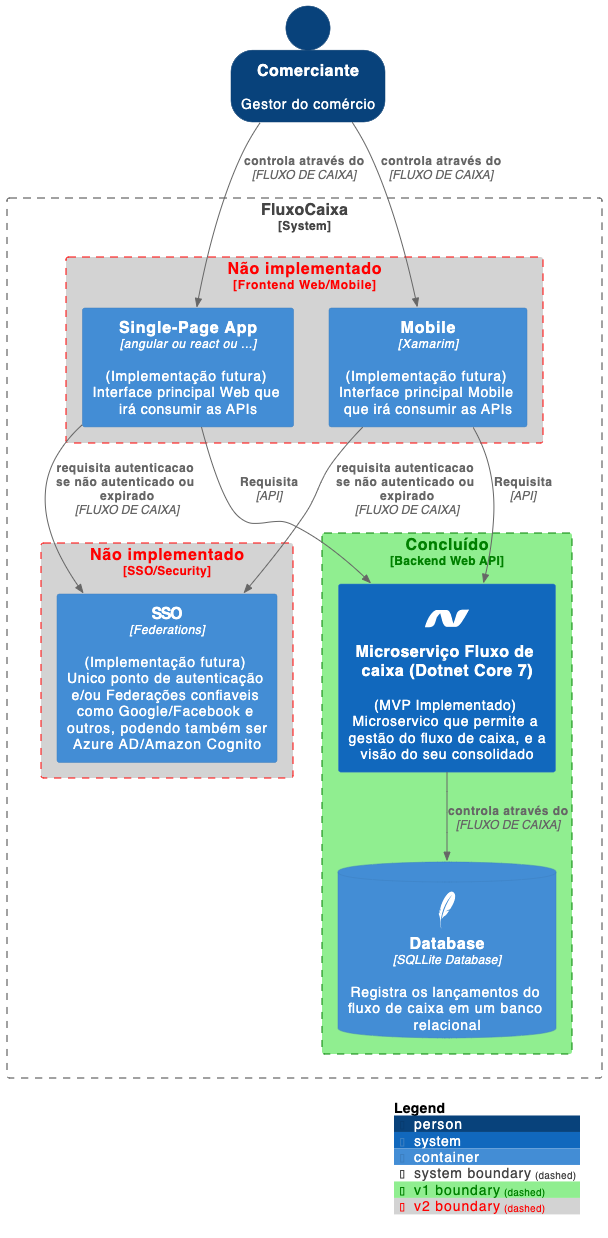 Comerciante
Gestor do comércio
controla através do
[FLUXO DE CAIXA]
controla através do
[FLUXO DE CAIXA]
FluxoCaixa
[System]
Não implementado
[Frontend Web/Mobile]
Single-Page App
[angular ou react ou ...]
(Implementação futura)
Interface principal Web que
irá consumir as APIs
Mobile
[Xamarim]
(Implementação futura)
Interface principal Mobile
que irá consumir as APIs
requisita autenticacao
se não autenticado ou
expirado
[FLUXO DE CAIXA]
Requisita
[API]
requisita autenticacao
se não autenticado ou
expirado
[FLUXO DE CAIXA]
Requisita
[API]
Não implementado
[SSO/Security]
SSO
[Federations]
(Implementação futura)
Unico ponto de autenticação
e/ou Federações confiaveis
como Google/Facebook e
outros, podendo também ser
Azure AD/Amazon Cognito
Concluído
[Backend Web API]
Microserviço Fluxo de
caixa (Dotnet Core 7)
(MVP Implementado)
Microservico que permite a
gestão do fluxo de caixa, e a
visão do seu consolidado
controla através do
[FLUXO DE CAIXA]
Database
[SQLLite Database]
Registra os lançamentos do
fluxo de caixa em um banco
relacional
Legend
person
system
container
system boundary (dashed)
v1 boundary (dashed)
v2 boundary (dashed)